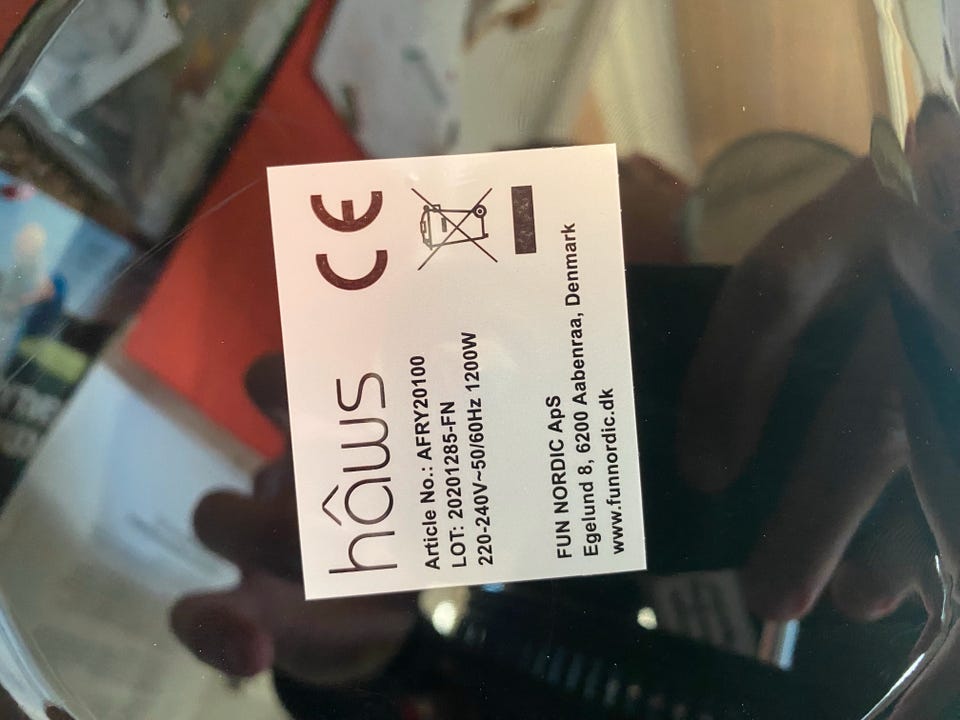 hâws
CE
Article No.: AFRY20100
LOT: 20201285-FN
220-240V~50/60Hz 1200W
FUN NORDIC ApS
Egelund 8, 6200 Aabenraa, Denmark
www.funnordic.dk